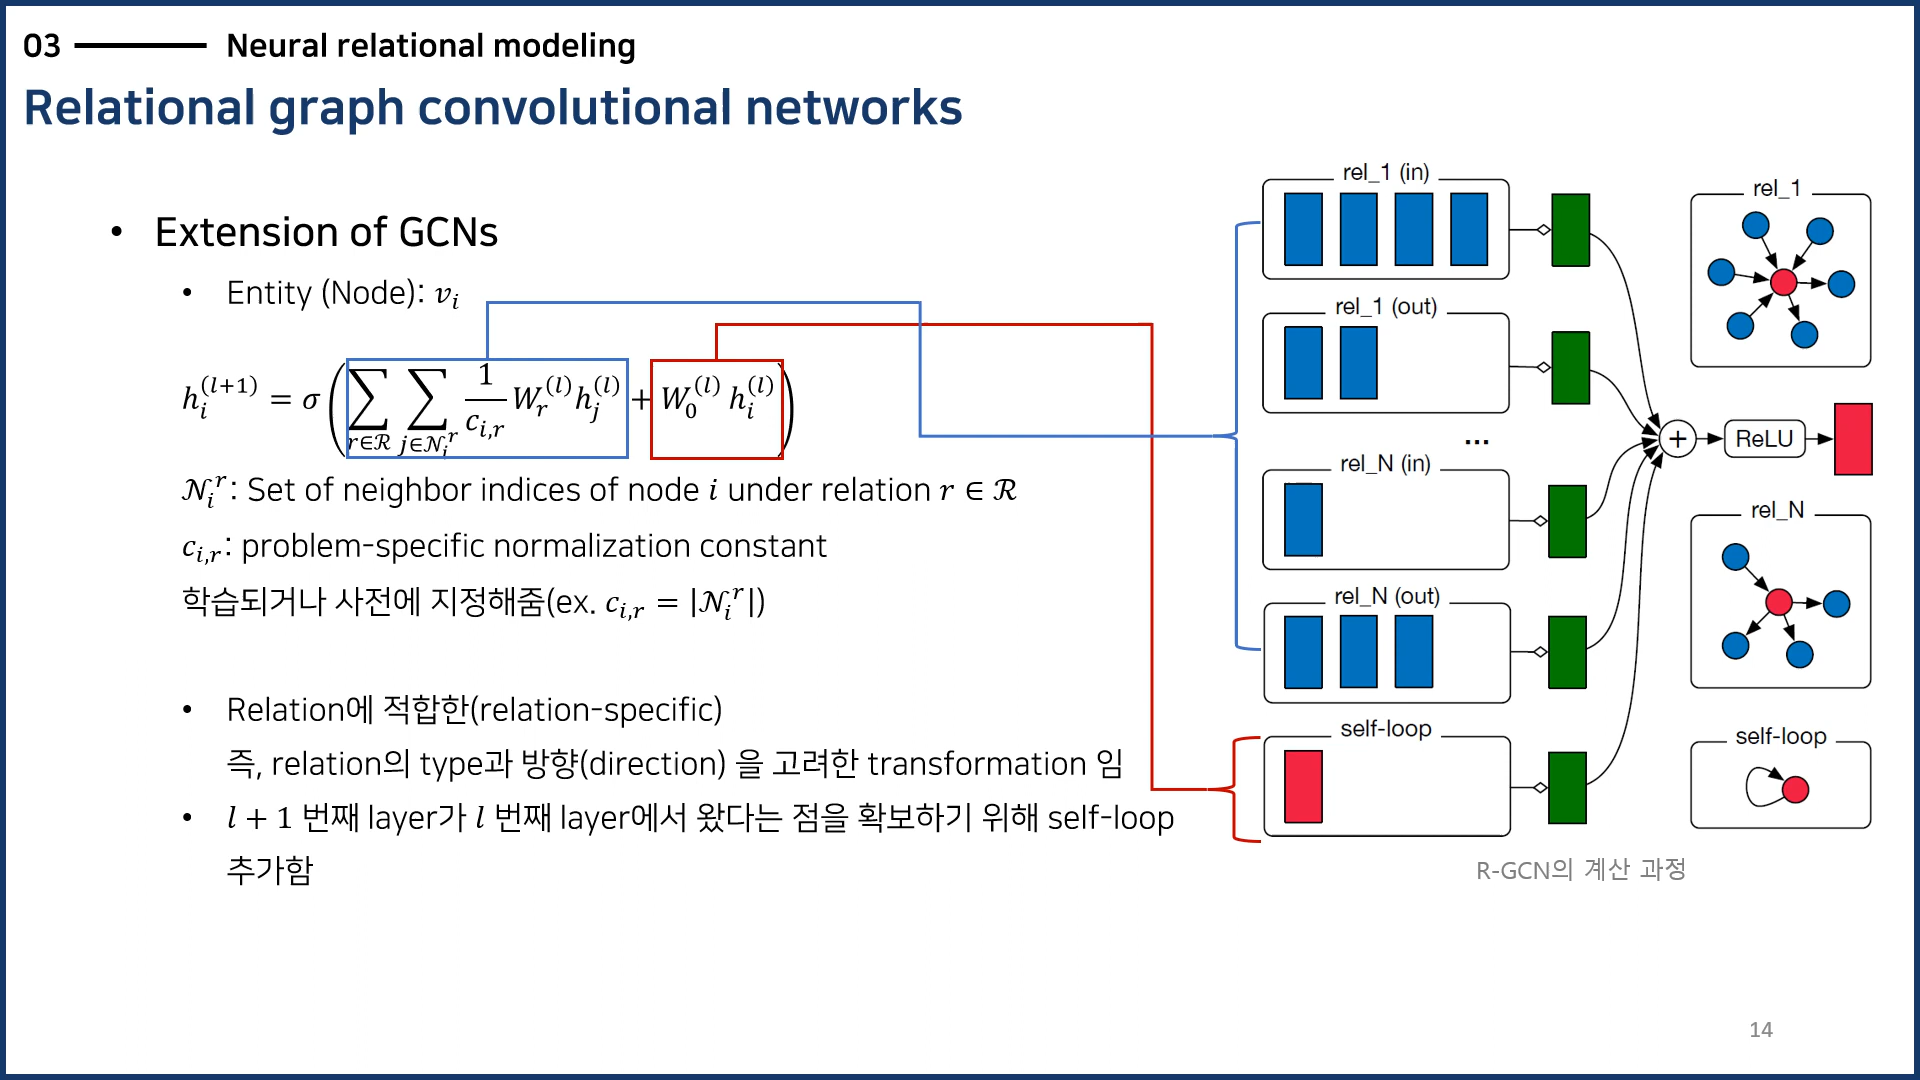 03 Neural relational modeling
Relational graph convolutional networks
• Extension of GCNs
• Entity (Node): 𝑣ᵢ
h_i^{(l+1)} = σ ( ∑_{r∈ℛ} ∑_{j∈𝒩_i^r} \frac{1}{c_{i,r}} W_r^{(l)} h_j^{(l)} + W_0^{(l)} h_i^{(l)} )
𝒩_i^r: Set of neighbor indices of node i under relation r ∈ ℛ
c_{i,r}: problem-specific normalization constant
학습되거나 사전에 지정해줌(ex. c_{i,r} = |𝒩_i^r|)
• Relation에 적합한(relation-specific)
즉, relation의 type과 방향(direction) 을 고려한 transformation 임
• l + 1 번째 layer가 l 번째 layer에서 왔다는 점을 확보하기 위해 self-loop
추가함
rel_1 (in)
rel_1 (out)
...
rel_N (in)
rel_N (out)
self-loop
+
ReLU
rel_1
rel_N
self-loop
R-GCN의 계산 과정
14